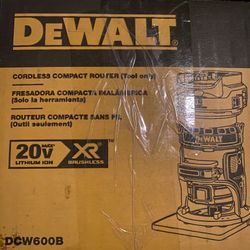 DEWALT
CORDLESS COMPACT ROUTER (Tool only)
FRESADORA COMPACTA INALÁMBRICA
(Solo la herramienta)
ROUTEUR COMPACTE SANS FIL
(Outil seulement)
20V MAX*
LITHIUM ION
XR
BRUSHLESS
DEWALT
DCW600B